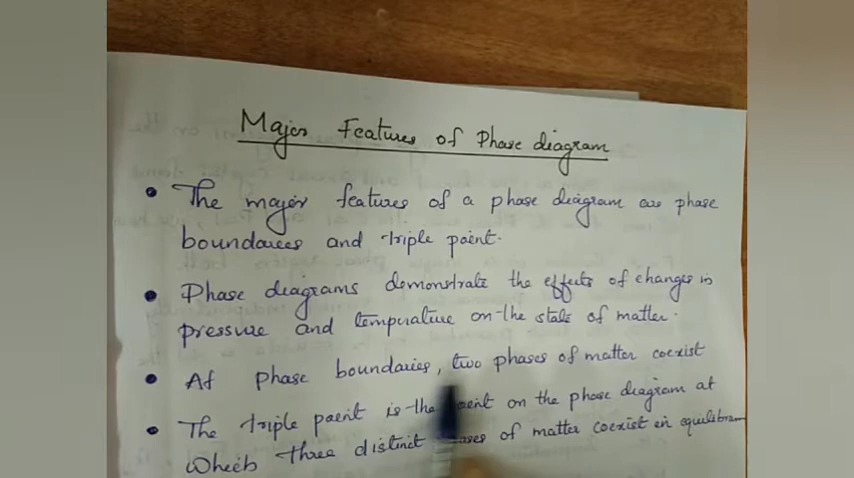 Major Features of Phase diagram
The major features of a phase diagram are phase
boundaries and triple point.
Phase diagrams demonstrate the effects of changes in
pressure and temperature on the state of matter.
At phase boundaries, two phases of matter coexist
The triple point is the point on the phase diagram at
which three distinct of matter coexist in equilibrium